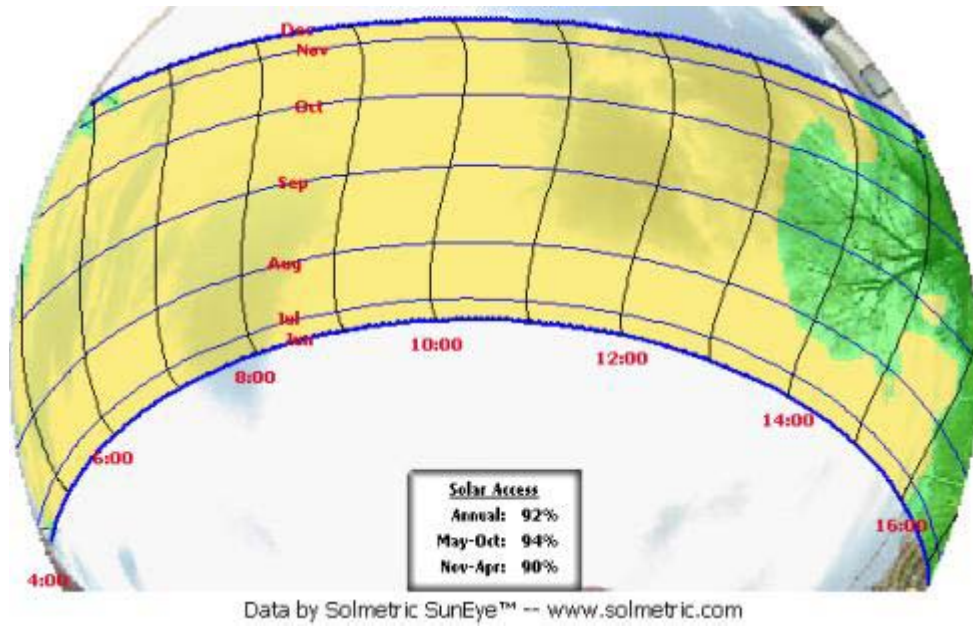 Dec
Nov
Oct
Sep
Aug
Jul
Jun
10:00
12:00
8:00
14:00
6:00
16:00
4:00
Solar Access
Annual: 92%
May-Oct: 94%
Nov-Apr: 90%
Data by Solmetric SunEye™ -- www.solmetric.com